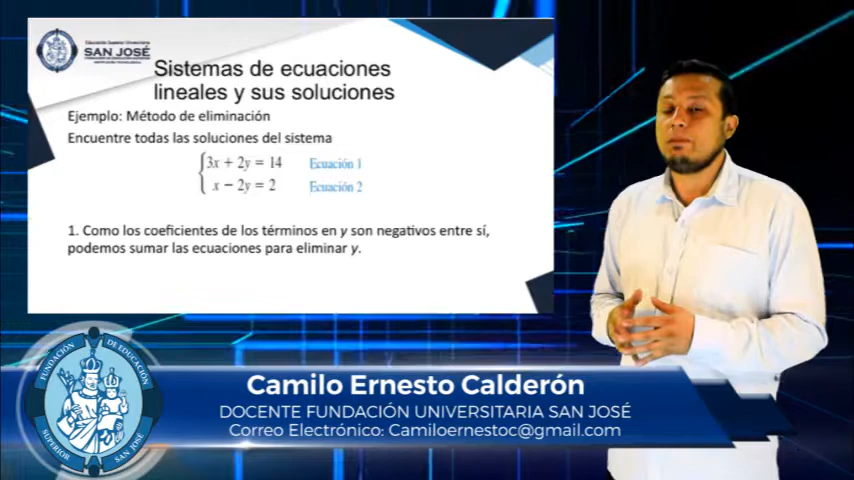 Educación Superior Universitaria
SAN JOSÉ
Sistemas de ecuaciones
lineales y sus soluciones
Ejemplo: Método de eliminación
Encuentre todas las soluciones del sistema
3x + 2y = 14 Ecuación 1
x − 2y = 2 Ecuación 2
1. Como los coeficientes de los términos en y son negativos entre sí,
podemos sumar las ecuaciones para eliminar y.
FUNDACIÓN DE EDUCACIÓN
SUPERIOR SAN JOSÉ
Camilo Ernesto Calderón
DOCENTE FUNDACIÓN UNIVERSITARIA SAN JOSÉ
Correo Electrónico: Camiloernestoc@gmail.com